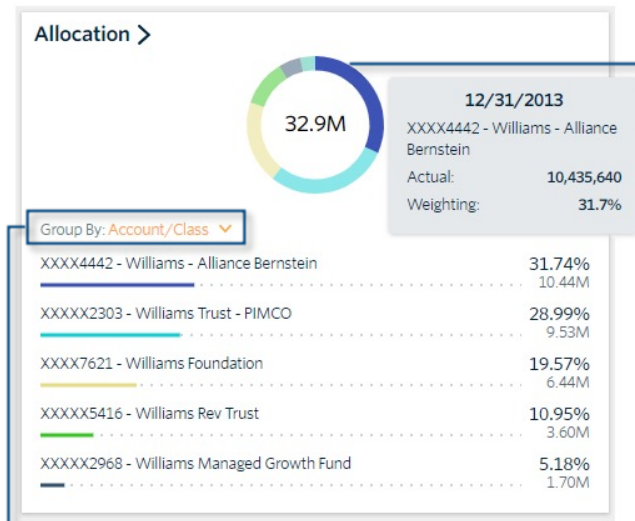 Allocation >
32.9M
12/31/2013
XXXX4442 - Williams - Alliance
Bernstein
Actual: 10,435,640
Weighting: 31.7%
Group By: Account/Class
XXXX4442 - Williams - Alliance Bernstein 31.74%
10.44M
XXXXX2303 - Williams Trust - PIMCO 28.99%
9.53M
XXXX7621 - Williams Foundation 19.57%
6.44M
XXXXX5416 - Williams Rev Trust 10.95%
3.60M
XXXXX2968 - Williams Managed Growth Fund 5.18%
1.70M